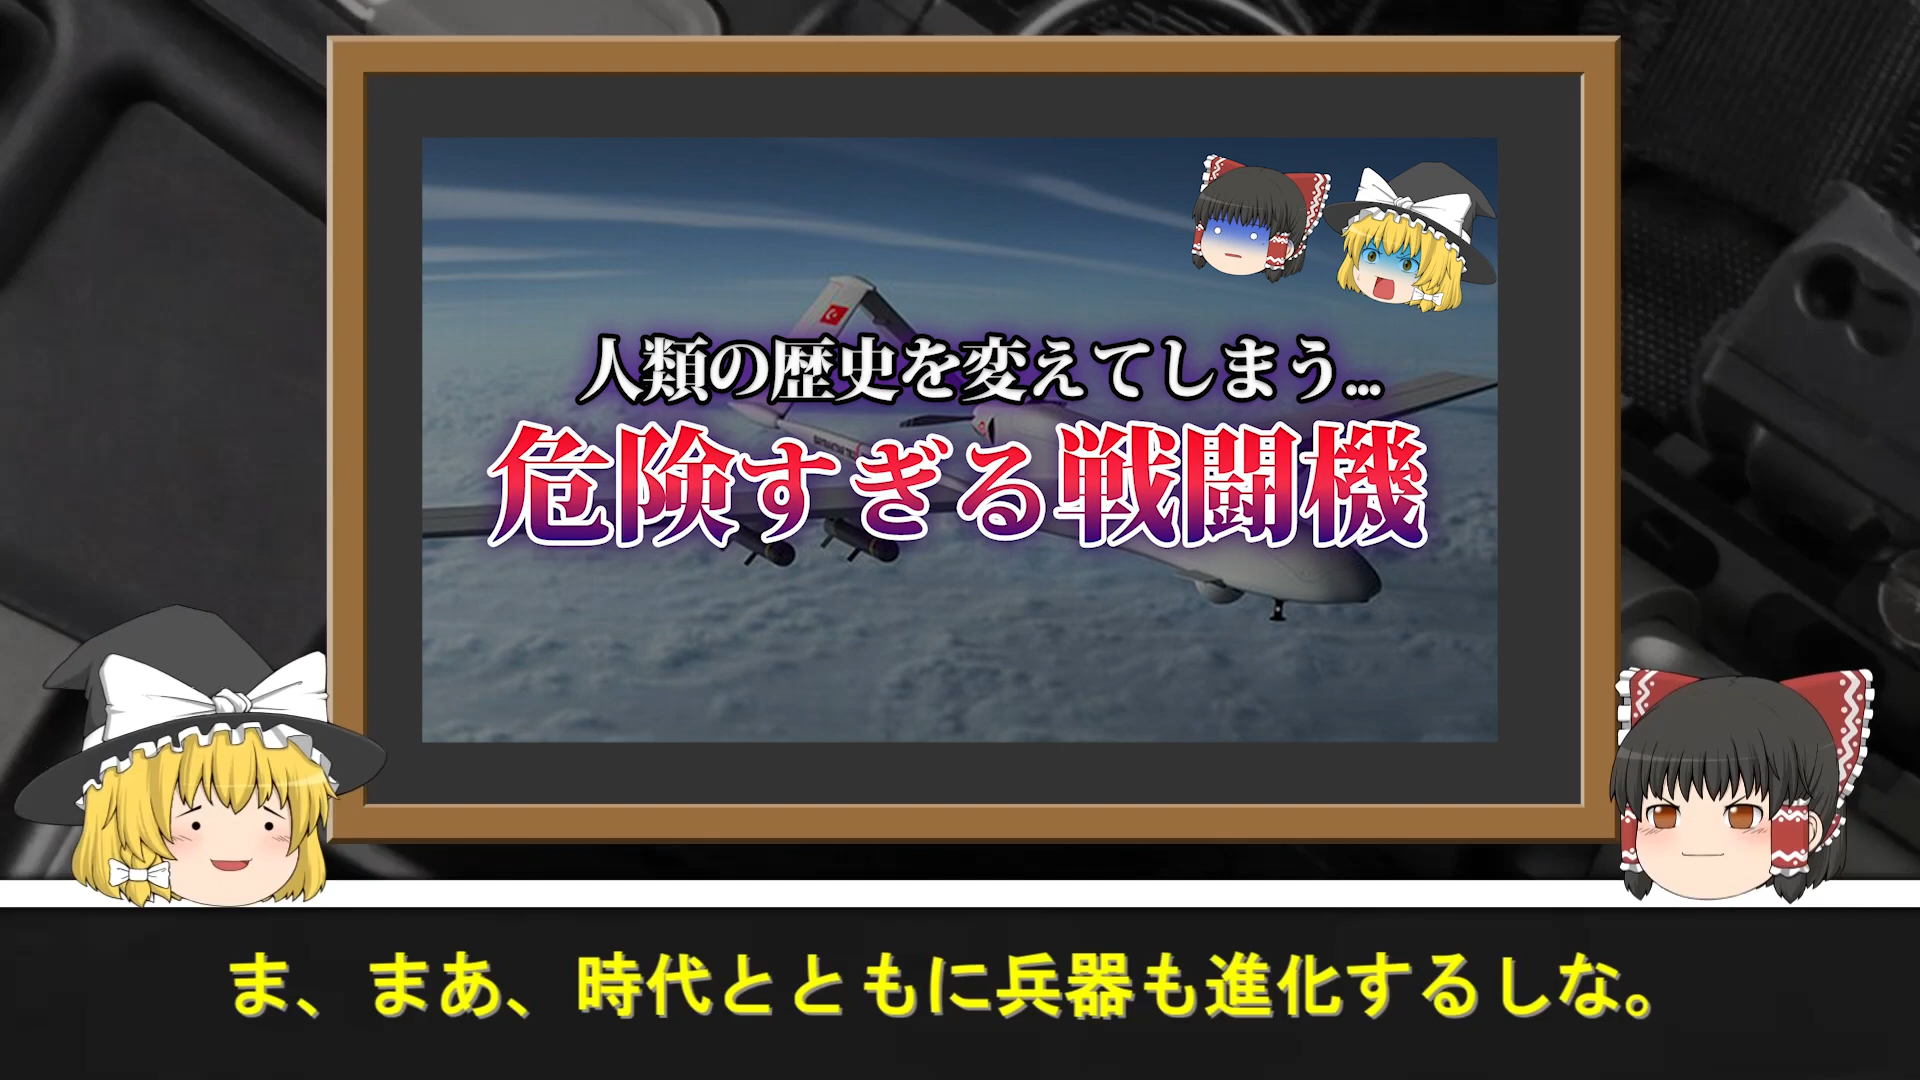 人類の歴史を変えてしまう...
危険すぎる戦闘機
ま、まあ、時代とともに兵器も進化するしな。